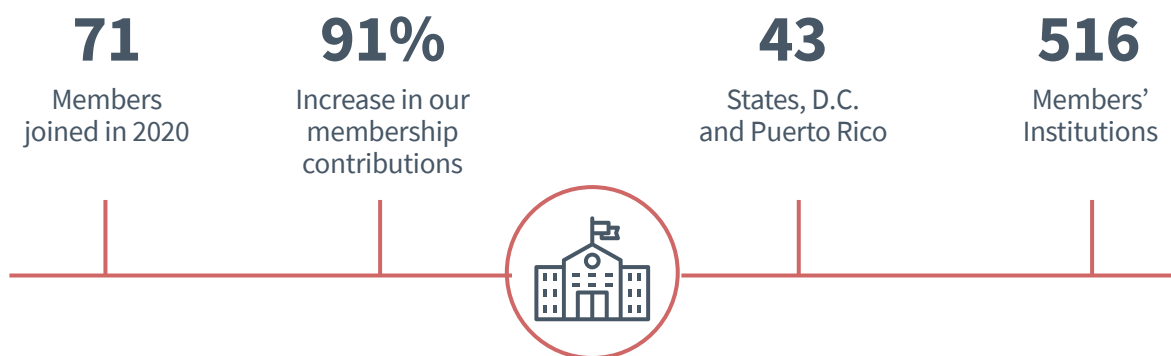 71
Members
joined in 2020
91%
Increase in our
membership
contributions
43
States, D.C.
and Puerto Rico
516
Members’
Institutions